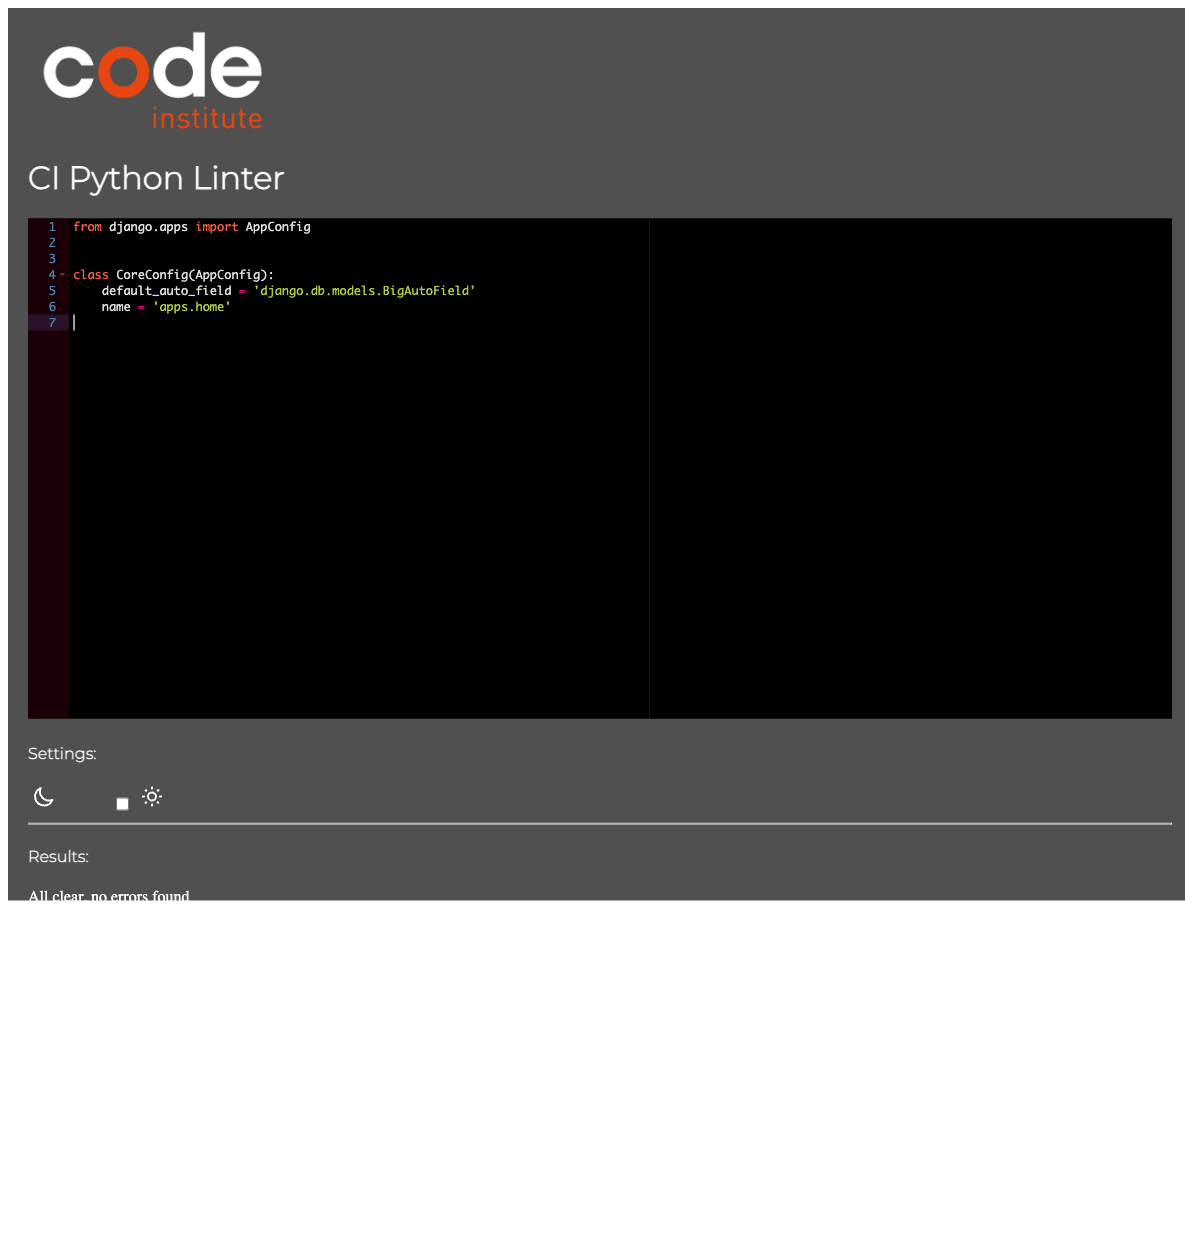 code
institute
CI Python Linter
1 from django.apps import AppConfig
2
3
4 class CoreConfig(AppConfig):
5     default_auto_field = 'django.db.models.BigAutoField'
6     name = 'apps.home'
7
Settings:
Results:
All clear, no errors found